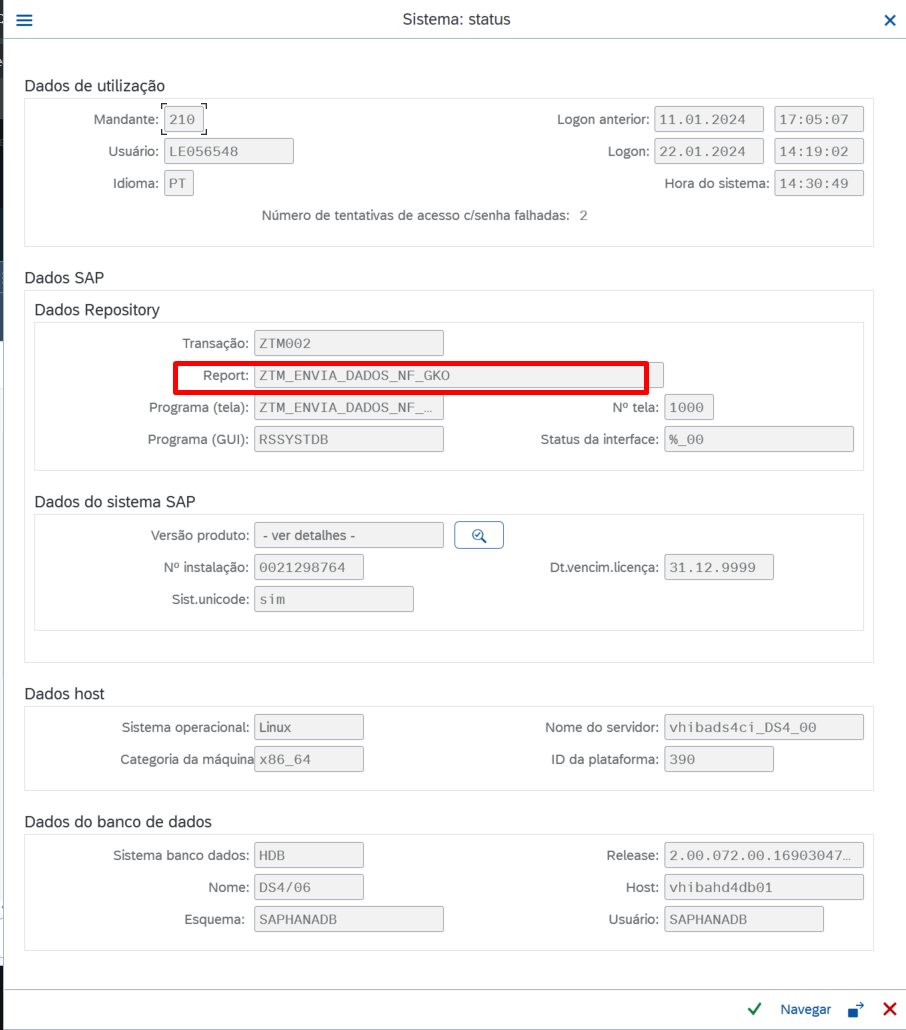 Sistema: status
Dados de utilização
Mandante: 210 Logon anterior: 11.01.2024 17:05:07
Usuário: LE056548 Logon: 22.01.2024 14:19:02
Idioma: PT Hora do sistema: 14:30:49
Número de tentativas de acesso c/senha falhadas: 2
Dados SAP
Dados Repository
Transação: ZTM002
Report: ZTM_ENVIA_DADOS_NF_GKO
Programa (tela): ZTM_ENVIA_DADOS_NF_… Nº tela: 1000
Programa (GUI): RSSYSTDB Status da interface: %_00
Dados do sistema SAP
Versão produto: - ver detalhes -
Nº instalação: 0021298764 Dt.vencim.licença: 31.12.9999
Sist.unicode: sim
Dados host
Sistema operacional: Linux Nome do servidor: vhibads4ci_DS4_00
Categoria da máquina x86_64 ID da plataforma: 390
Dados do banco de dados
Sistema banco dados: HDB Release: 2.00.072.00.16903047…
Nome: DS4/06 Host: vhibahd4db01
Esquema: SAPHANADB Usuário: SAPHANADB
Navegar